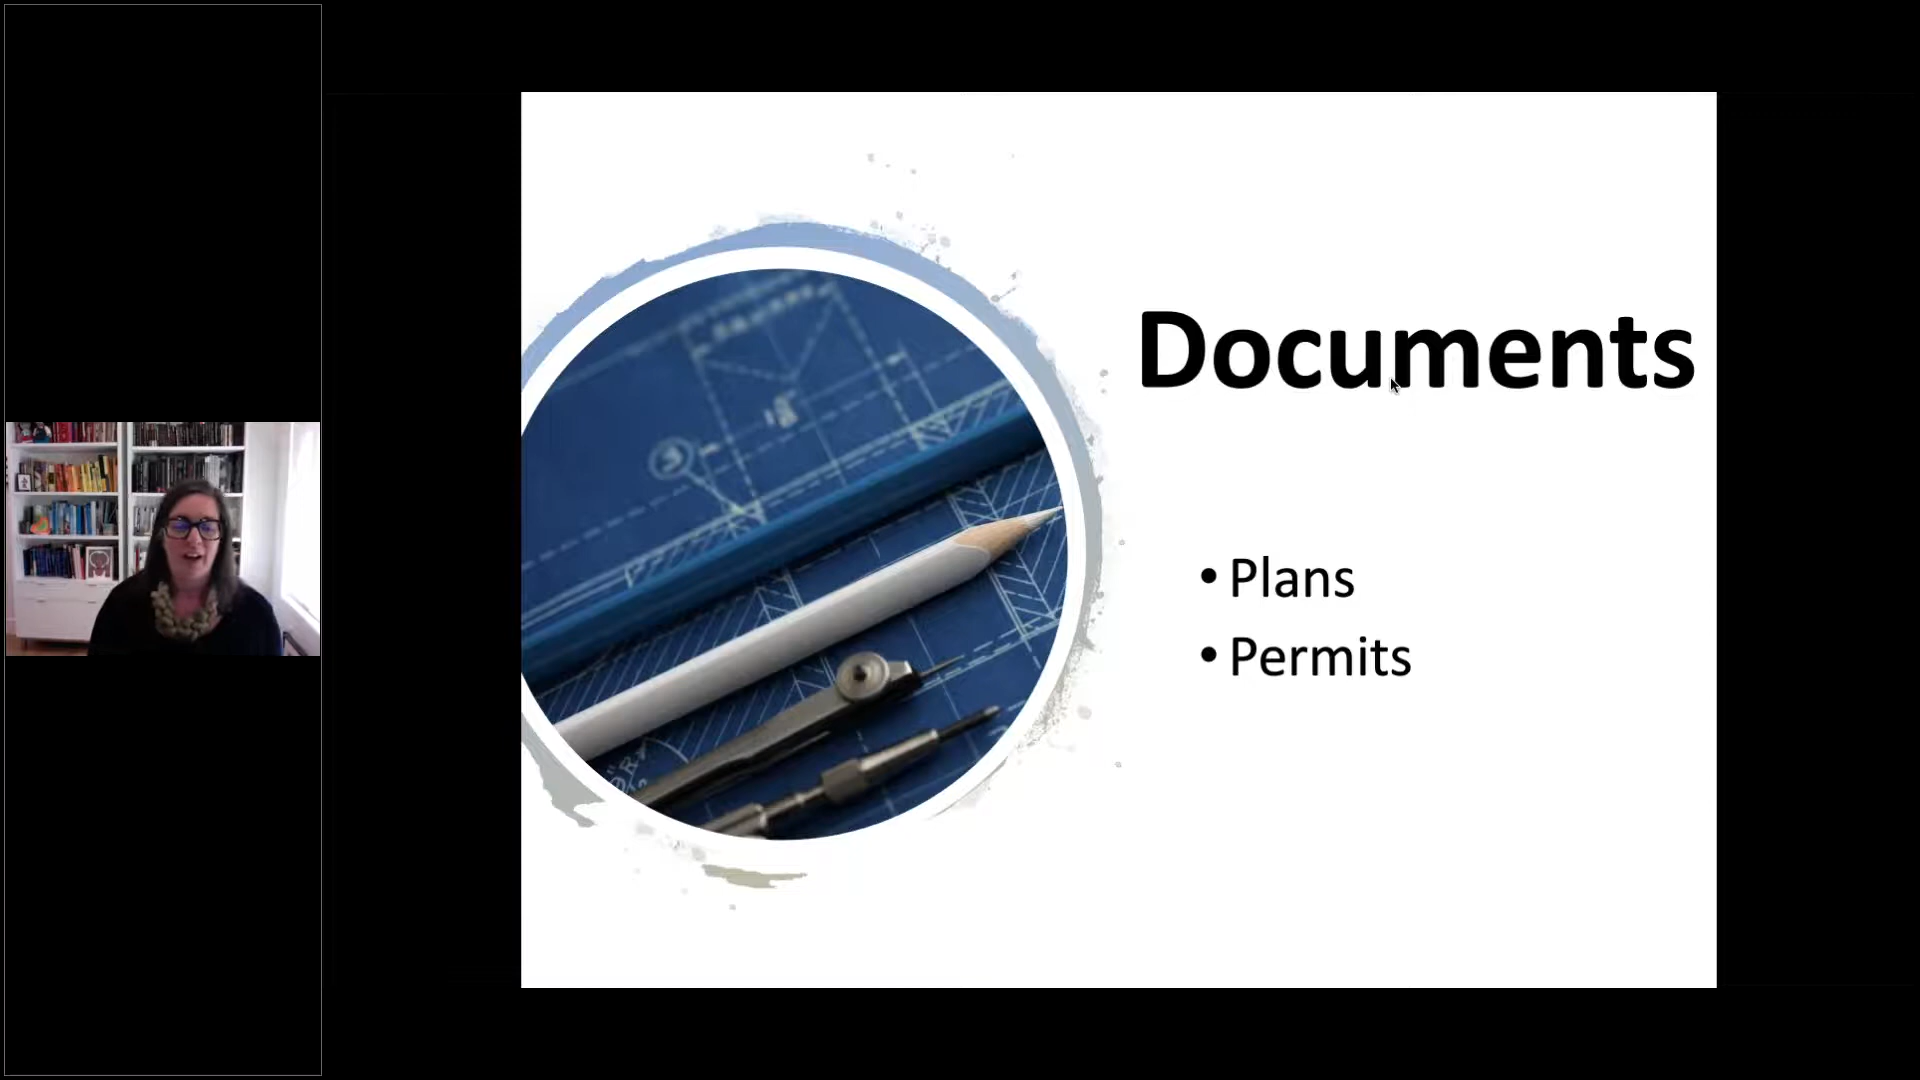 Documents
• Plans
• Permits